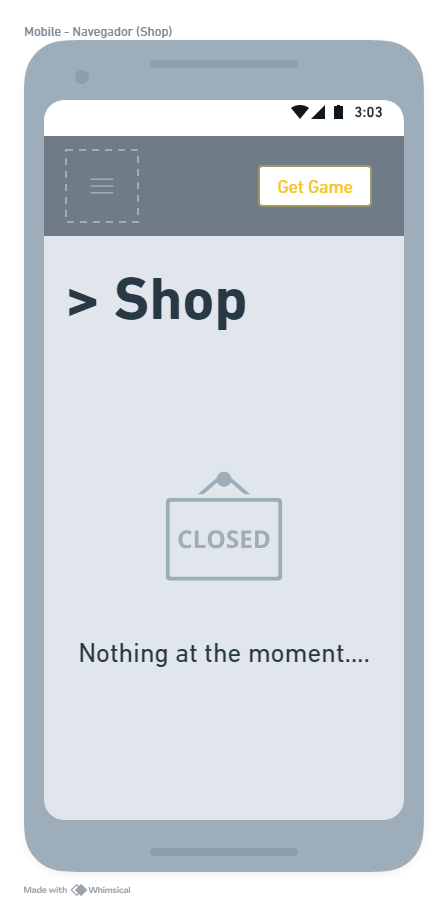 Mobile - Navegador (Shop)
3:03
Get Game
> Shop
CLOSED
Nothing at the moment....
Made with Whimsical